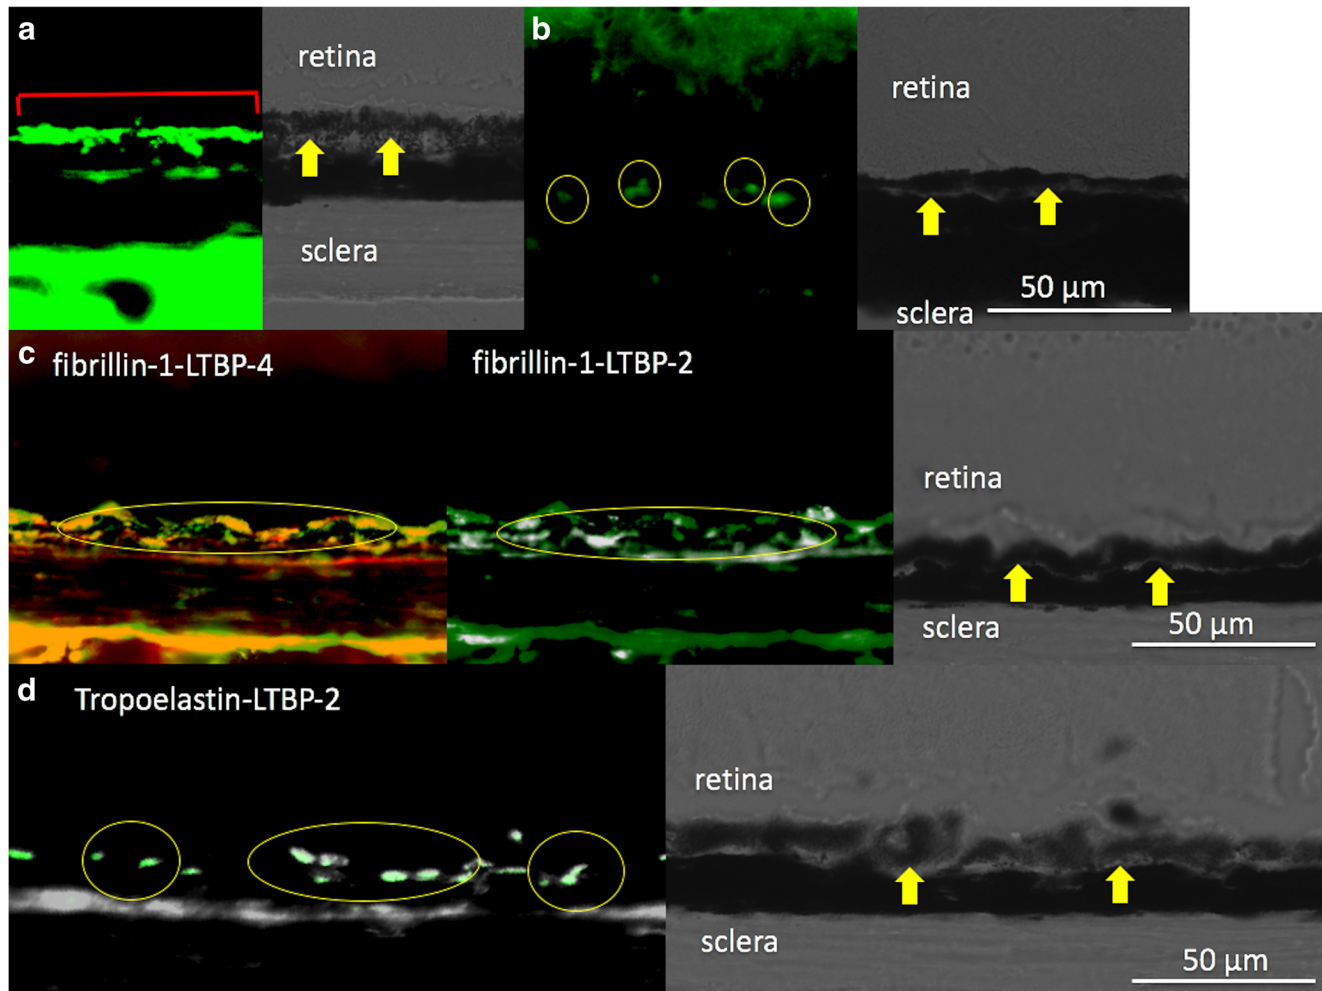 a
retina
sclera
b
retina
sclera
50 µm
c
fibrillin-1-LTBP-4
fibrillin-1-LTBP-2
retina
sclera
50 µm
d
Tropoelastin-LTBP-2
retina
sclera
50 µm